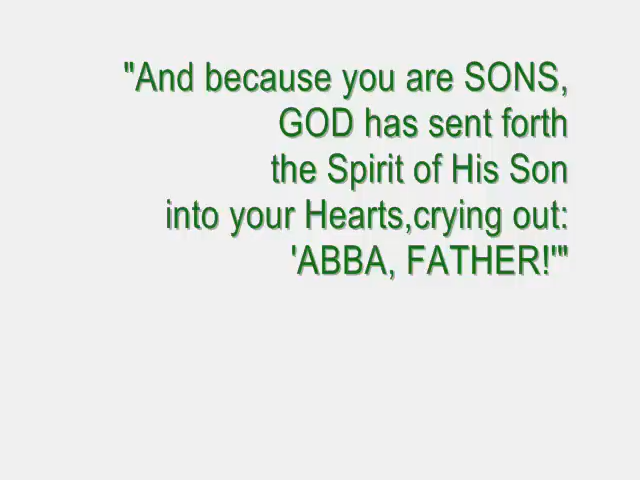 "And because you are SONS,
GOD has sent forth
the Spirit of His Son
into your Hearts,crying out:
'ABBA, FATHER!'"